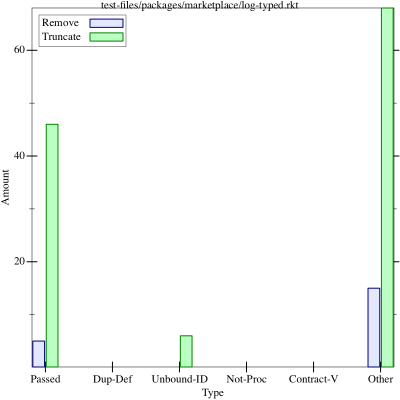 test-files/packages/marketplace/log-typed.rkt
Remove
Truncate
60
40
20
Amount
Passed Dup-Def Unbound-ID Not-Proc Contract-V Other
Type